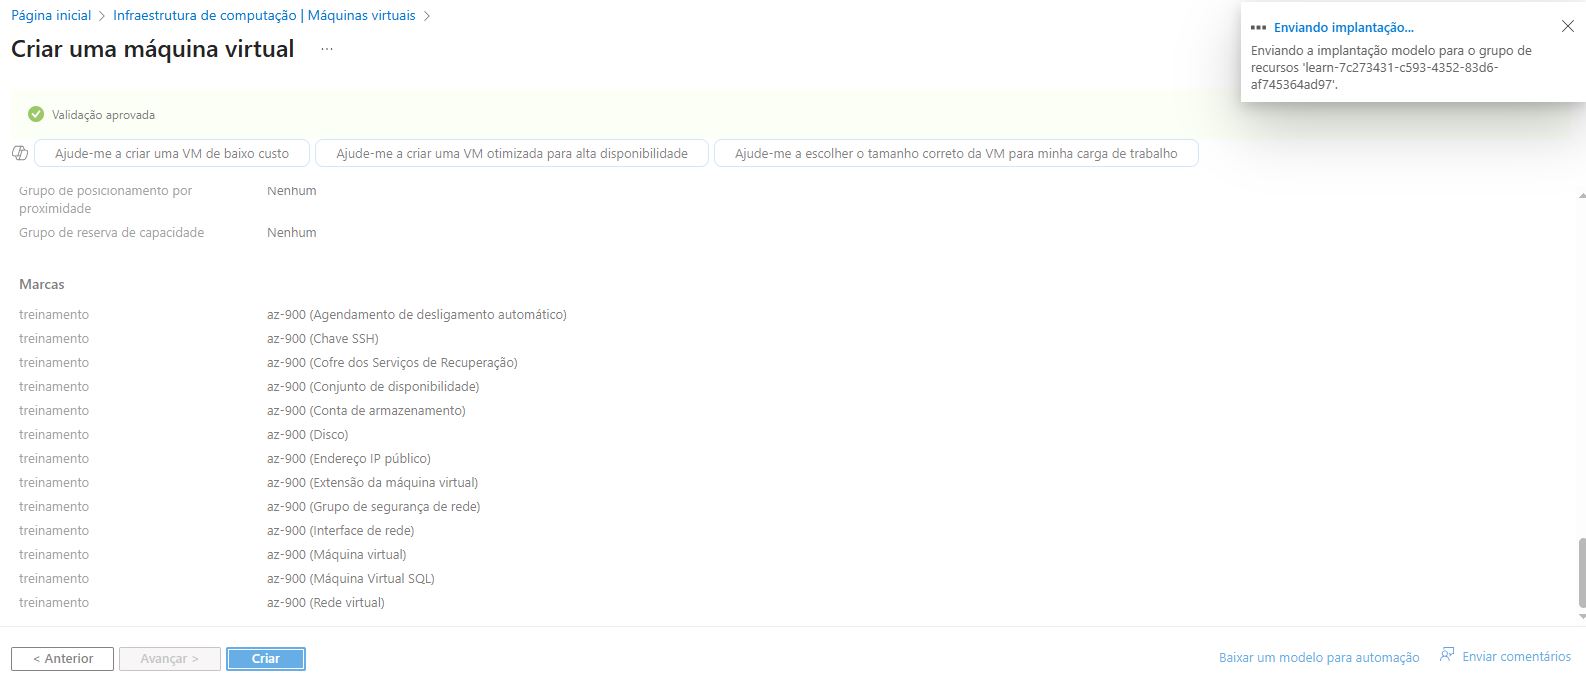 Página inicial > Infraestrutura de computação | Máquinas virtuais >
Criar uma máquina virtual ...
Enviando implantação...
Enviando a implantação modelo para o grupo de
recursos 'learn-7c273431-c593-4352-83d6-
af745364ad97'.
Validação aprovada
Ajude-me a criar uma VM de baixo custo
Ajude-me a criar uma VM otimizada para alta disponibilidade
Ajude-me a escolher o tamanho correto da VM para minha carga de trabalho
Grupo de posicionamento por Nenhum
proximidade
Grupo de reserva de capacidade Nenhum
Marcas
treinamento az-900 (Agendamento de desligamento automático)
treinamento az-900 (Chave SSH)
treinamento az-900 (Cofre dos Serviços de Recuperação)
treinamento az-900 (Conjunto de disponibilidade)
treinamento az-900 (Conta de armazenamento)
treinamento az-900 (Disco)
treinamento az-900 (Endereço IP público)
treinamento az-900 (Extensão da máquina virtual)
treinamento az-900 (Grupo de segurança de rede)
treinamento az-900 (Interface de rede)
treinamento az-900 (Máquina virtual)
treinamento az-900 (Máquina Virtual SQL)
treinamento az-900 (Rede virtual)
< Anterior
Avançar >
Criar
Baixar um modelo para automação
Enviar comentários